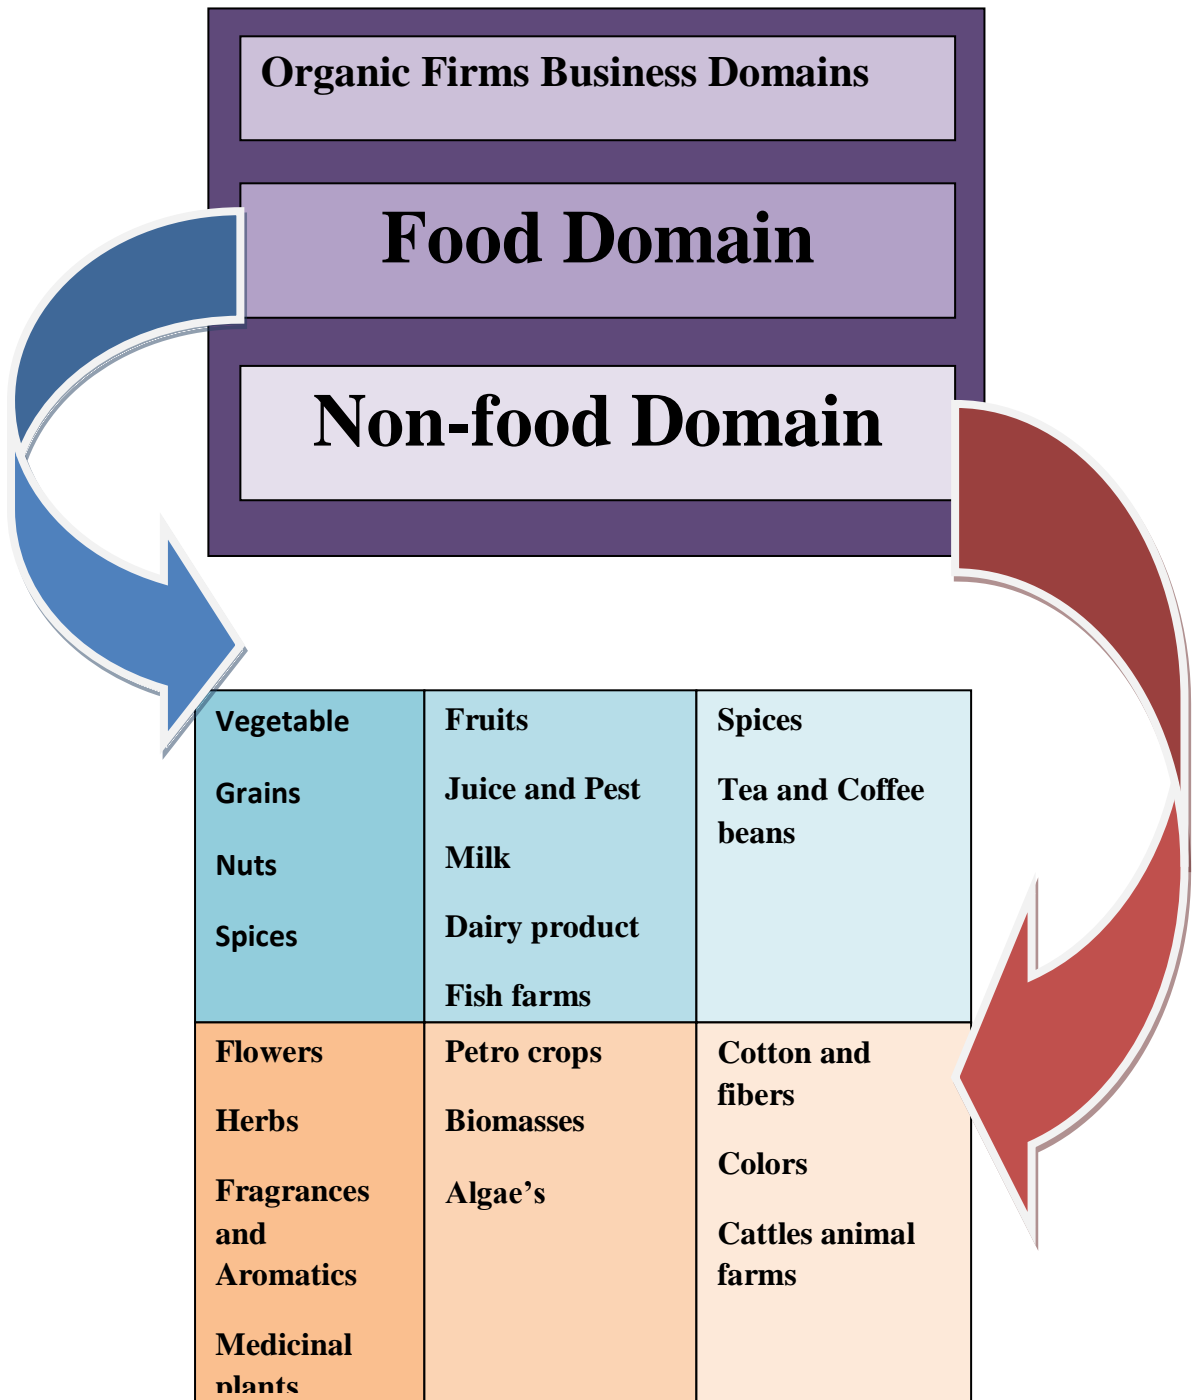 Organic Firms Business Domains
Food Domain
Non-food Domain
Vegetable
Grains
Nuts
Spices
Fruits
Juice and Pest
Milk
Dairy product
Fish farms
Spices
Tea and Coffee
beans
Flowers
Herbs
Fragrances
and
Aromatics
Medicinal
plants
Petro crops
Biomasses
Algae’s
Cotton and
fibers
Colors
Cattles animal
farms